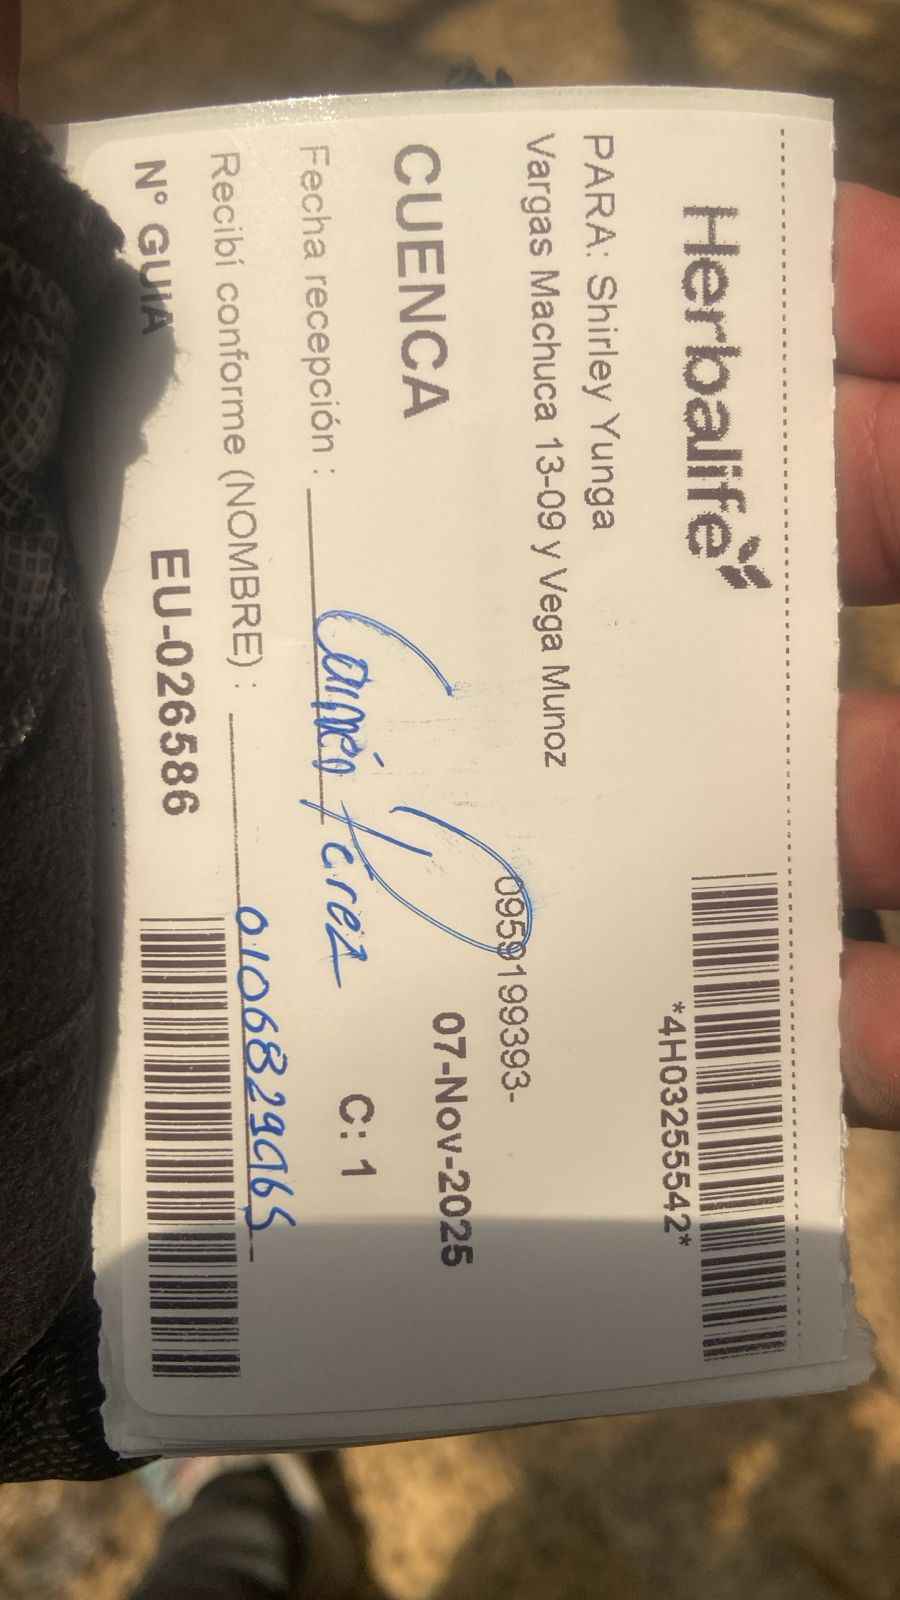 Herbalife
*4H03255542*
PARA: Shirley Yunga
Vargas Machuca 13-09 y Vega Munoz
0959199393-
CUENCA
07-Nov-2025
Fecha recepción :
C: 1
Recibí conforme (NOMBRE) :
N° GUIA
EU-026586